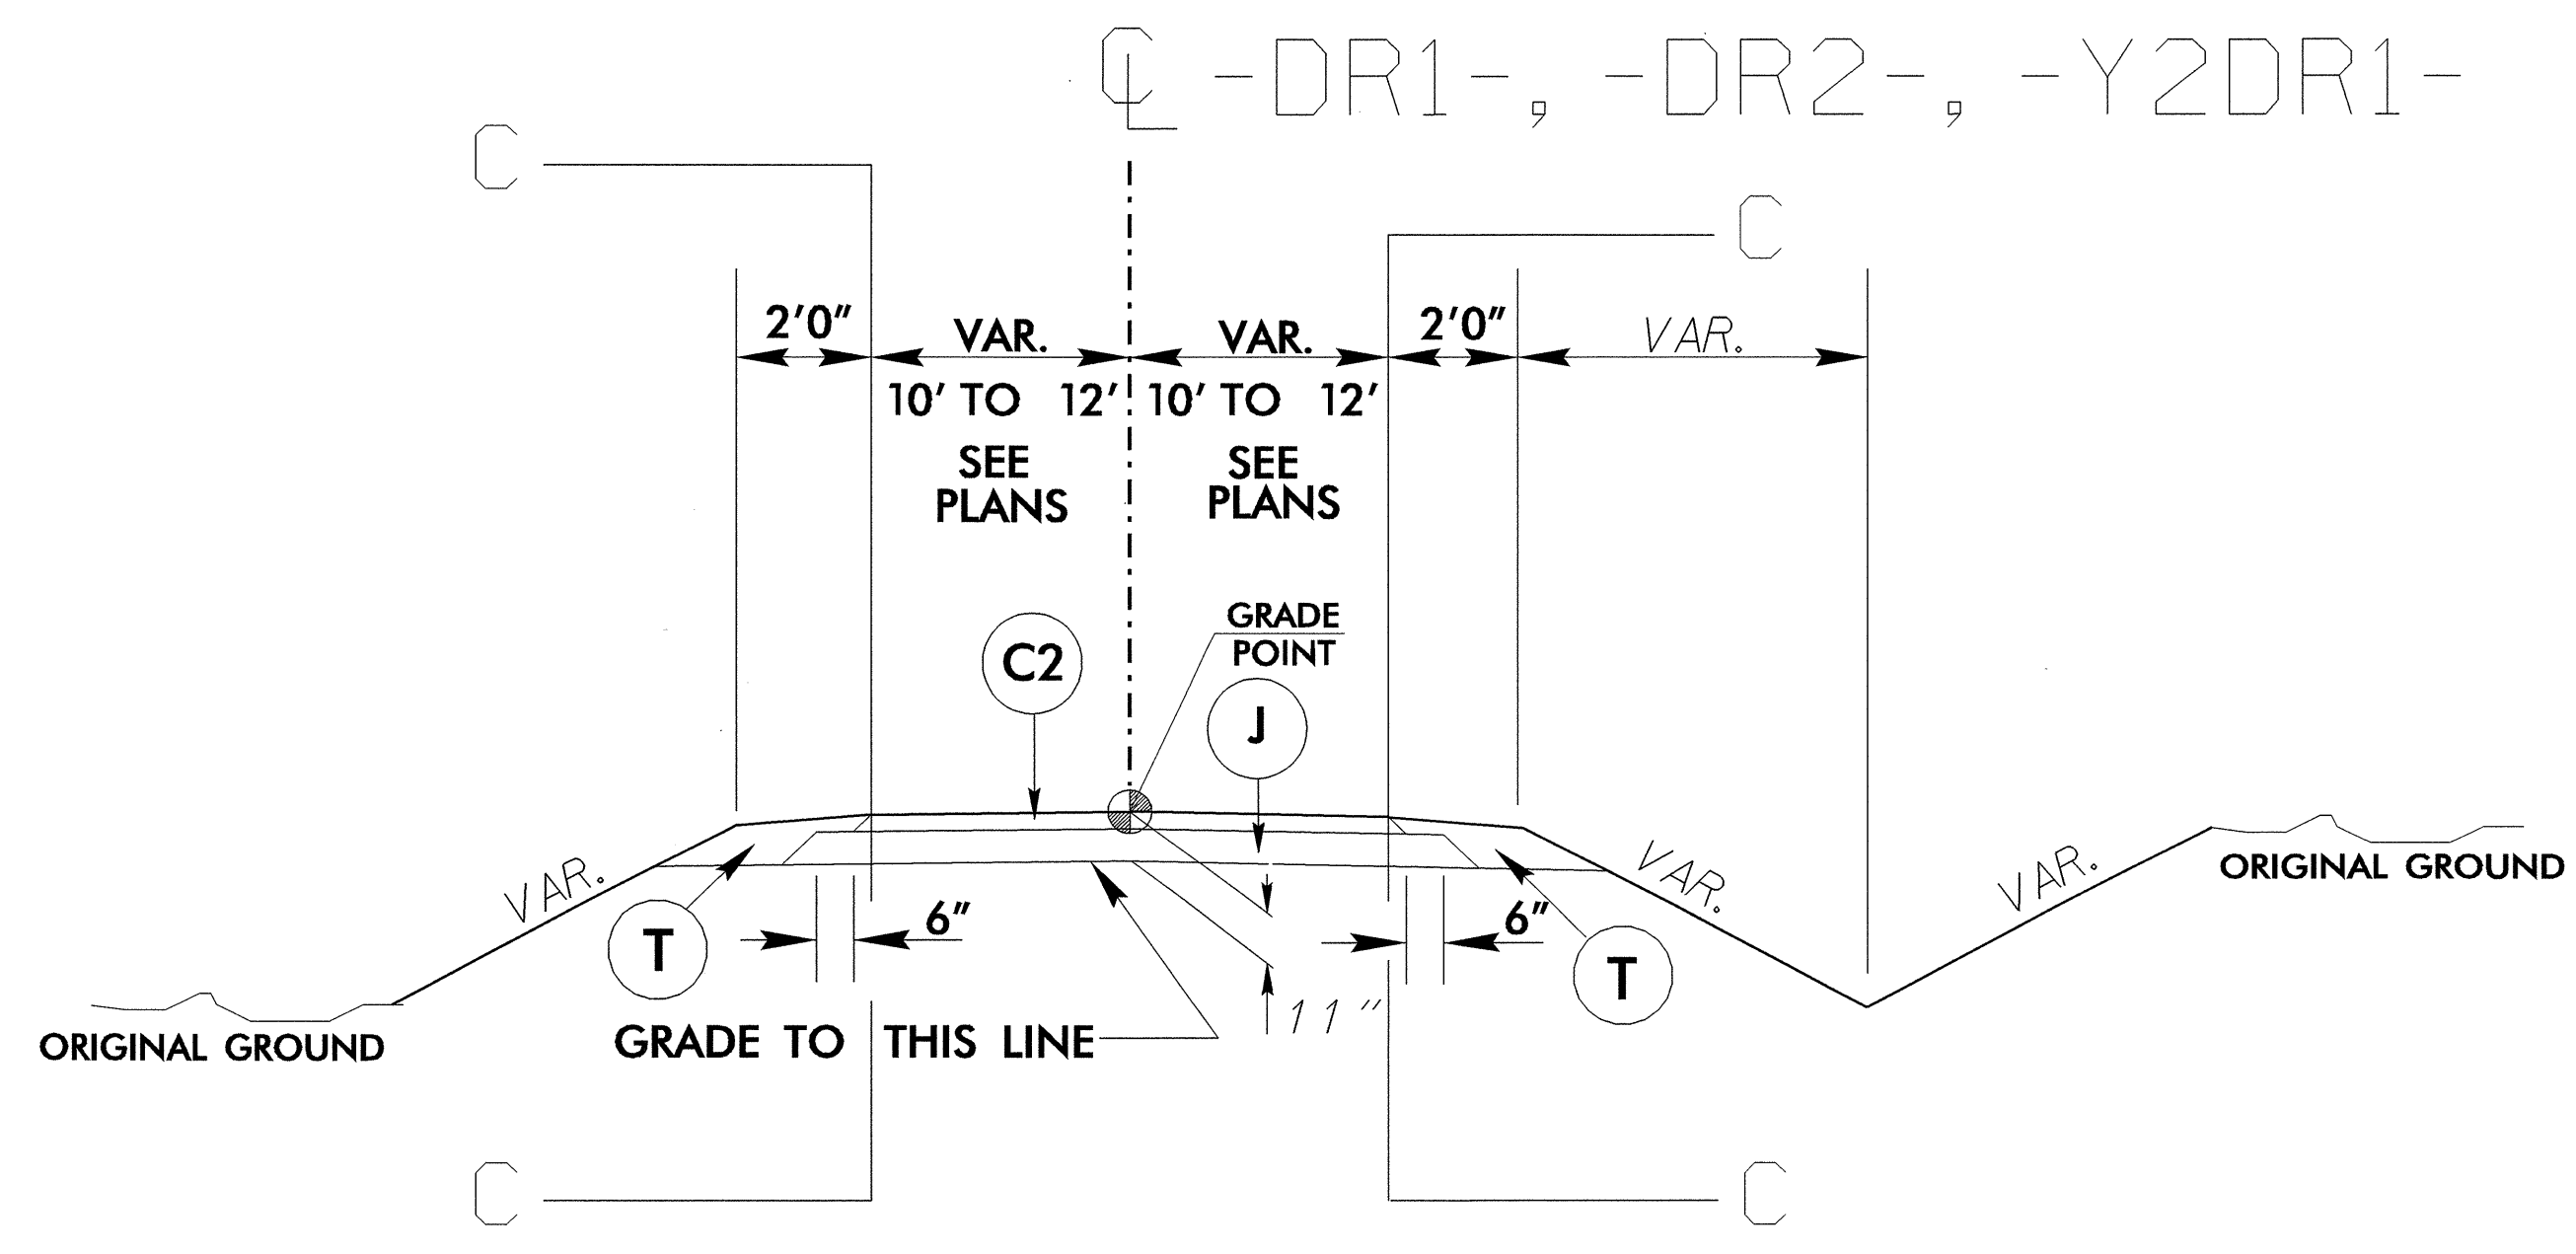 ℄ -DR1-, -DR2-, -Y2DR1-
C
C
2'0" VAR. VAR. 2'0" VAR.
10' TO 12' 10' TO 12'
SEE SEE
PLANS PLANS
GRADE
POINT
C2
J
VAR. VAR. VAR.
ORIGINAL GROUND
T 6" 6" T
11"
ORIGINAL GROUND GRADE TO THIS LINE
C C